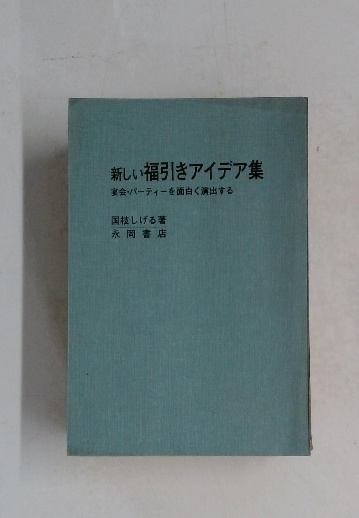 新しい福引きアイデア集
宴会・パーティーを面白く演出する
国枝しげる著
永岡書店